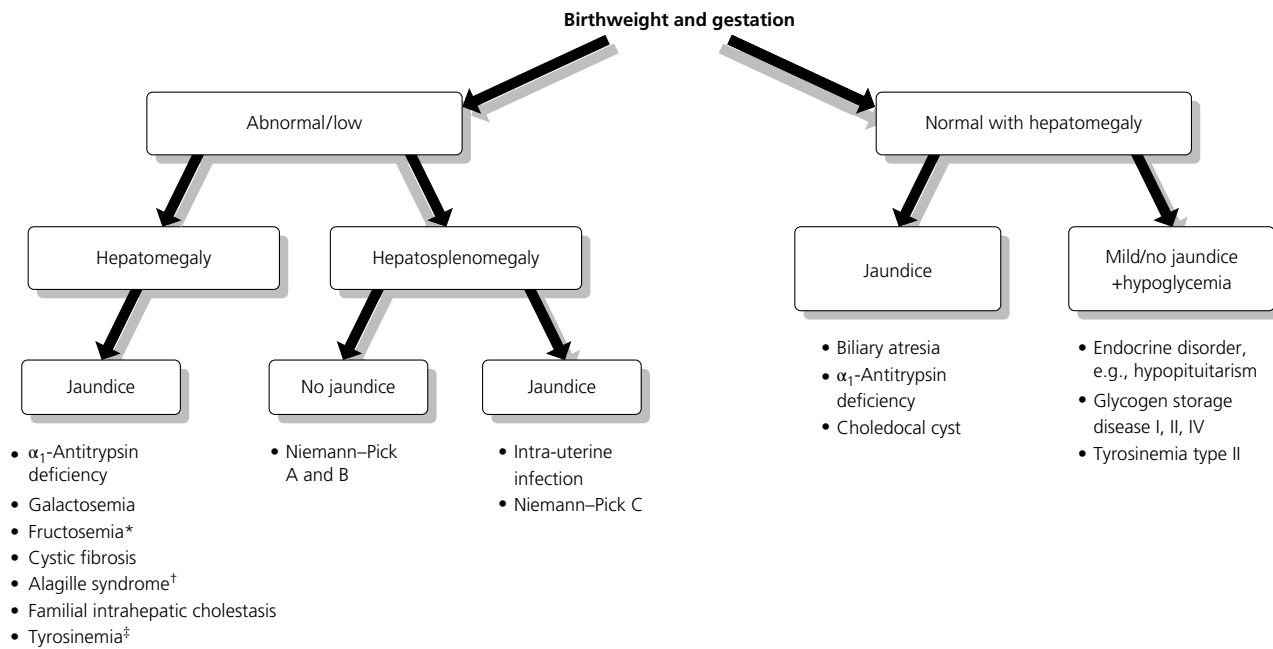 Birthweight and gestation
Abnormal/low
Normal with hepatomegaly
Hepatomegaly
Hepatosplenomegaly
Jaundice
Mild/no jaundice
+hypoglycemia
Jaundice
No jaundice
Jaundice
• α₁-Antitrypsin
deficiency
• Galactosemia
• Fructosemia*
• Cystic fibrosis
• Alagille syndrome†
• Familial intrahepatic cholestasis
• Tyrosinemia‡
• Niemann–Pick
A and B
• Intra-uterine
infection
• Niemann–Pick C
• Biliary atresia
• α₁-Antitrypsin
deficiency
• Choledocal cyst
• Endocrine disorder,
e.g., hypopituitarism
• Glycogen storage
disease I, II, IV
• Tyrosinemia type II